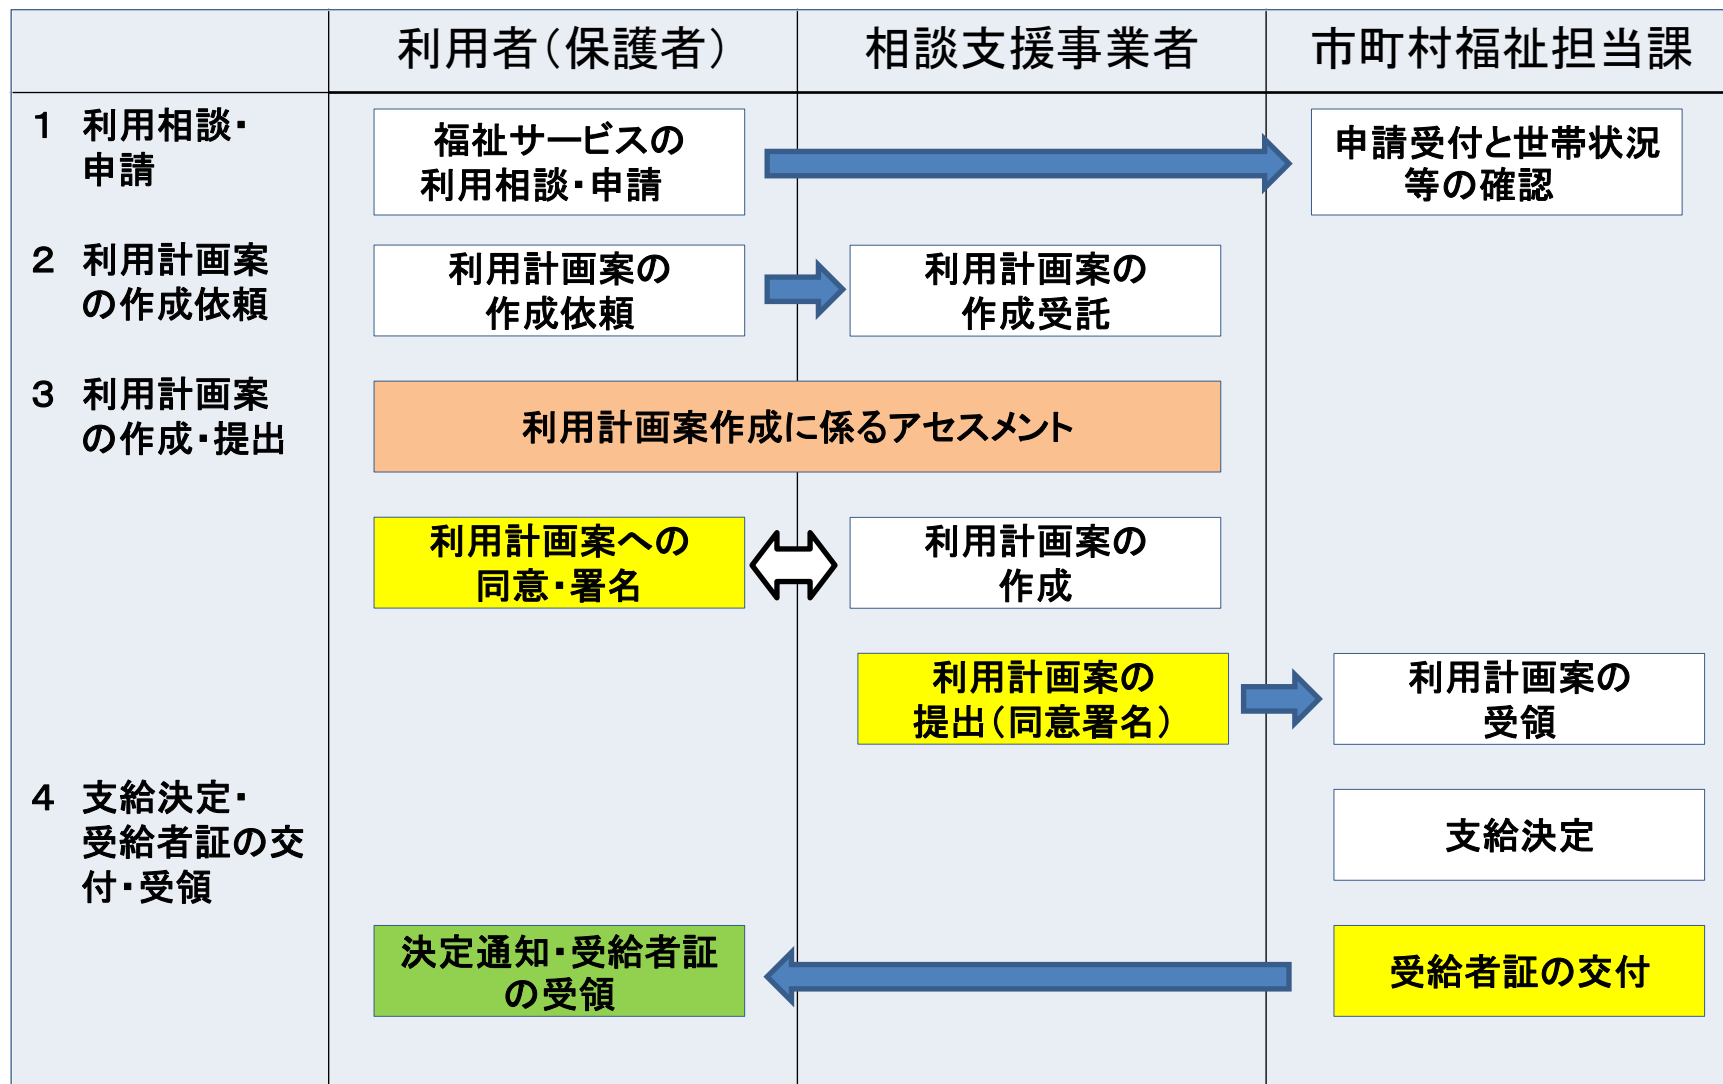 利用者（保護者）
相談支援事業者
市町村福祉担当課
１　利用相談・
申請
福祉サービスの
利用相談・申請
申請受付と世帯状況
等の確認
２　利用計画案
の作成依頼
利用計画案の
作成依頼
利用計画案の
作成受託
３　利用計画案
の作成・提出
利用計画案作成に係るアセスメント
利用計画案への
同意・署名
利用計画案の
作成
利用計画案の
提出（同意署名）
利用計画案の
受領
４　支給決定・
受給者証の交
付・受領
支給決定
決定通知・受給者証
の受領
受給者証の交付